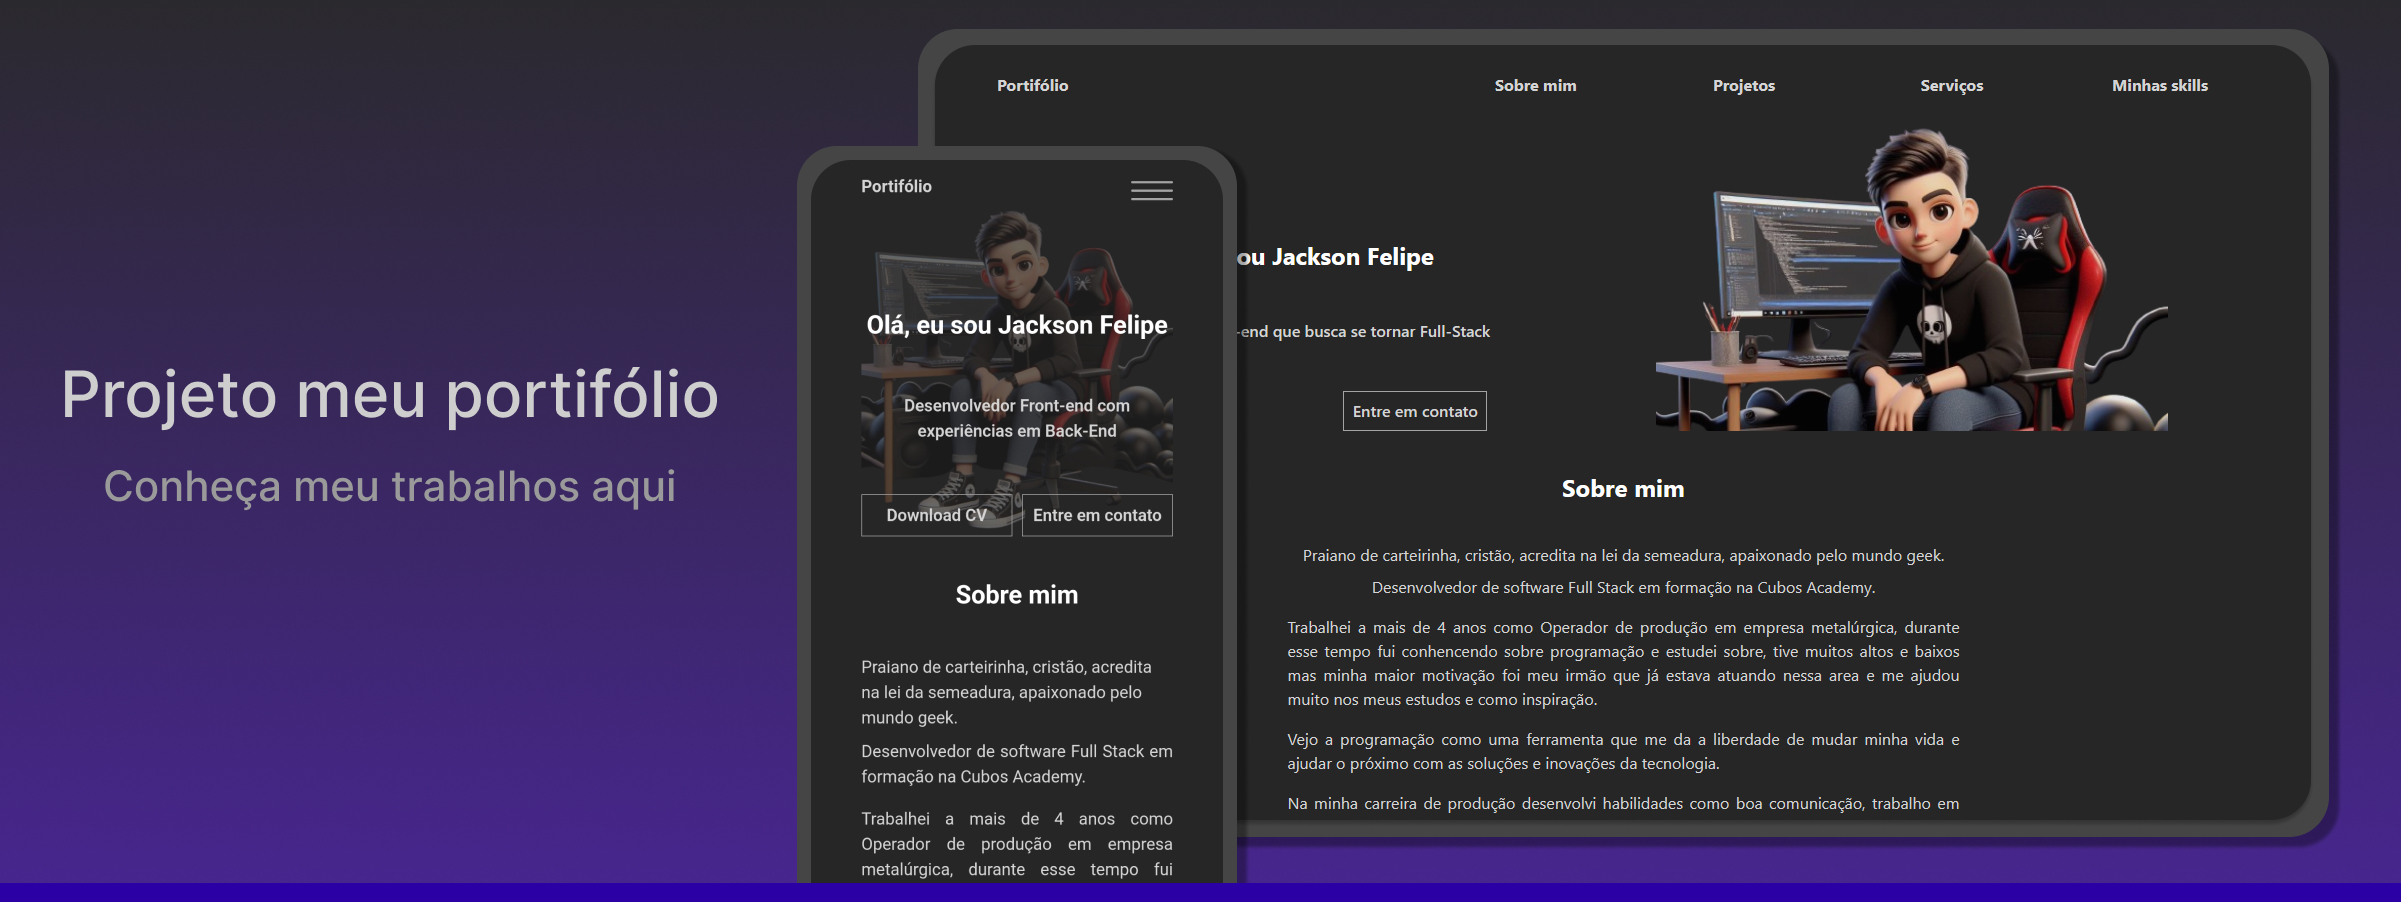 Projeto meu portifólio
Conheça meu trabalhos aqui
Portifólio
Olá, eu sou Jackson Felipe
Desenvolvedor Front-end com
experiências em Back-End
Download CV
Entre em contato
Sobre mim
Praiano de carteirinha, cristão, acredita
na lei da semeadura, apaixonado pelo
mundo geek.
Desenvolvedor de software Full Stack em
formação na Cubos Academy.
Trabalhei a mais de 4 anos como
Operador de produção em empresa
metalúrgica, durante esse tempo fui
Portifólio
Sobre mim
Projetos
Serviços
Minhas skills
ou Jackson Felipe
-end que busca se tornar Full-Stack
Entre em contato
Sobre mim
Praiano de carteirinha, cristão, acredita na lei da semeadura, apaixonado pelo mundo geek.
Desenvolvedor de software Full Stack em formação na Cubos Academy.
Trabalhei a mais de 4 anos como Operador de produção em empresa metalúrgica, durante
esse tempo fui conhencendo sobre programação e estudei sobre, tive muitos altos e baixos
mas minha maior motivação foi meu irmão que já estava atuando nessa area e me ajudou
muito nos meus estudos e como inspiração.
Vejo a programação como uma ferramenta que me da a liberdade de mudar minha vida e
ajudar o próximo com as soluções e inovações da tecnologia.
Na minha carreira de produção desenvolvi habilidades como boa comunicação, trabalho em